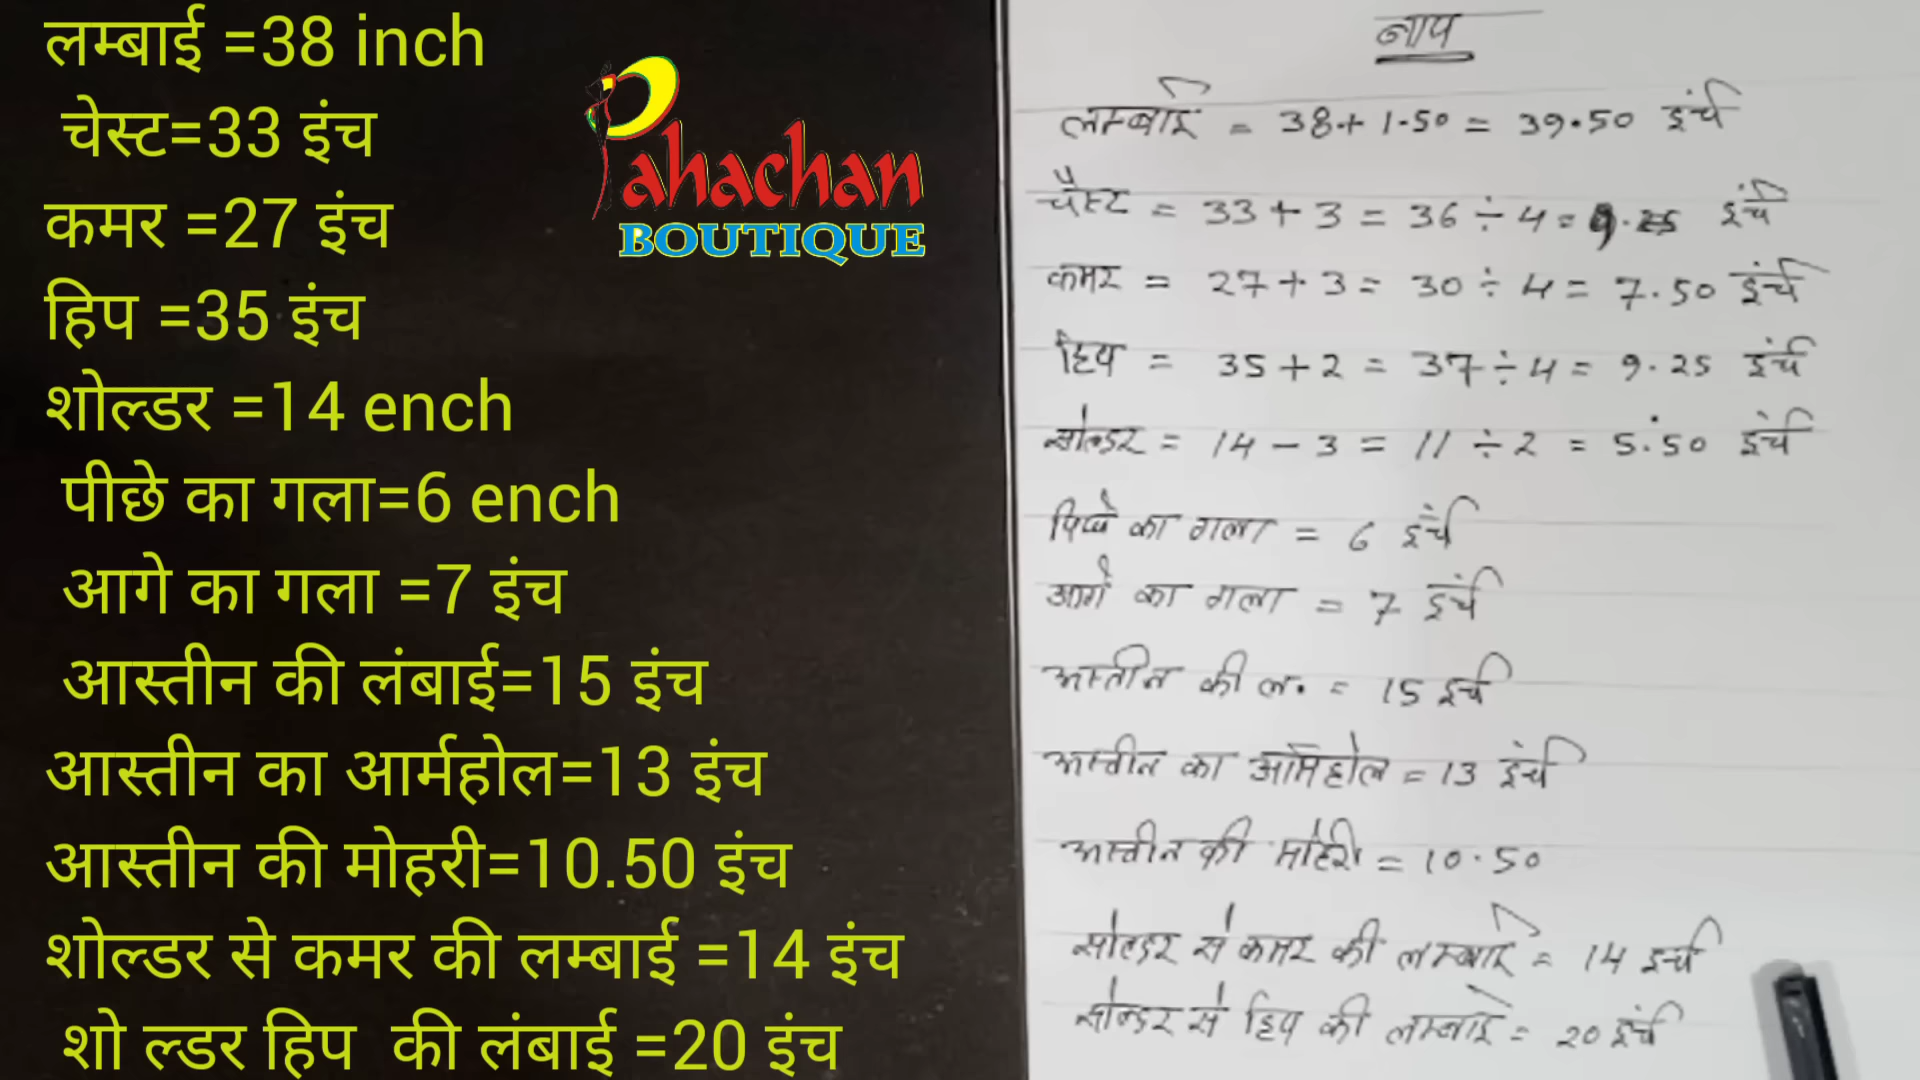 लम्बाई =38 inch
चेस्ट=33 इंच
कमर =27 इंच
हिप =35 इंच
शोल्डर =14 ench
पीछे का गला=6 ench
आगे का गला =7 इंच
आस्तीन की लंबाई=15 इंच
आस्तीन का आर्महोल=13 इंच
आस्तीन की मोहरी=10.50 इंच
शोल्डर से कमर की लम्बाई =14 इंच
शो ल्डर हिप की लंबाई =20 इंच
Pahachan
BOUTIQUE
नाप
लम्बाई = 38+1.50 = 39.50 इंच
चैस्ट = 33+3 = 36÷4 = 9.25 इंच
कमर = 27+3 = 30÷4 = 7.50 इंच
हिप = 35+2 = 37÷4 = 9.25 इंच
सोल्डर = 14-3 = 11÷2 = 5.50 इंच
पिछे का गला = 6 इंच
आगे का गला = 7 इंच
अस्तीन की ल. = 15 इंच
अस्तीन का आर्महोल = 13 इंच
अस्तीन की मोहरी = 10.50
सोल्डर से कमर की लम्बाई = 14 इंच
सोल्डर से हिप की लम्बाई = 20 इंच